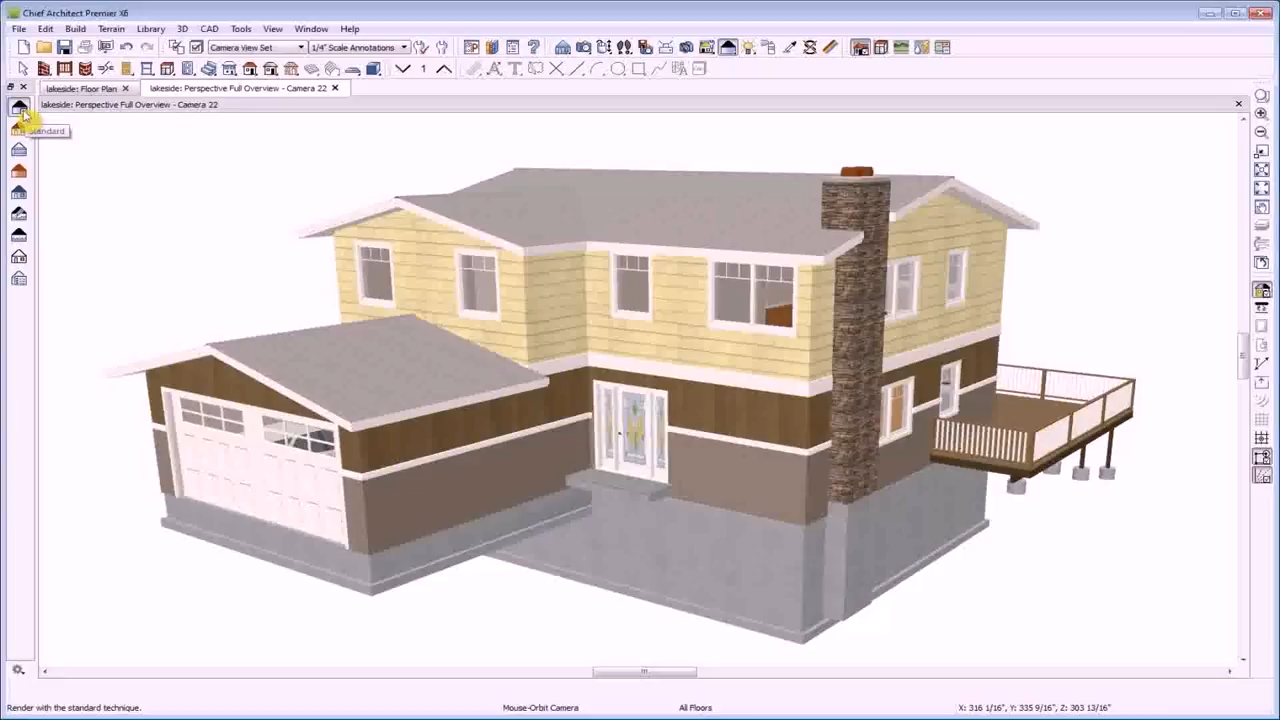 Chief Architect Premier X6
File Edit Build Terrain Library 3D CAD Tools View Window Help
Camera View Set 1/4" Scale Annotations
1
lakeside: Floor Plan lakeside: Perspective Full Overview - Camera 22
lakeside: Perspective Full Overview - Camera 22
Standard
Render with the standard technique. Mouse-Orbit Camera All Floors X: 316 1/16", Y: 335 9/16", Z: 303 13/16"